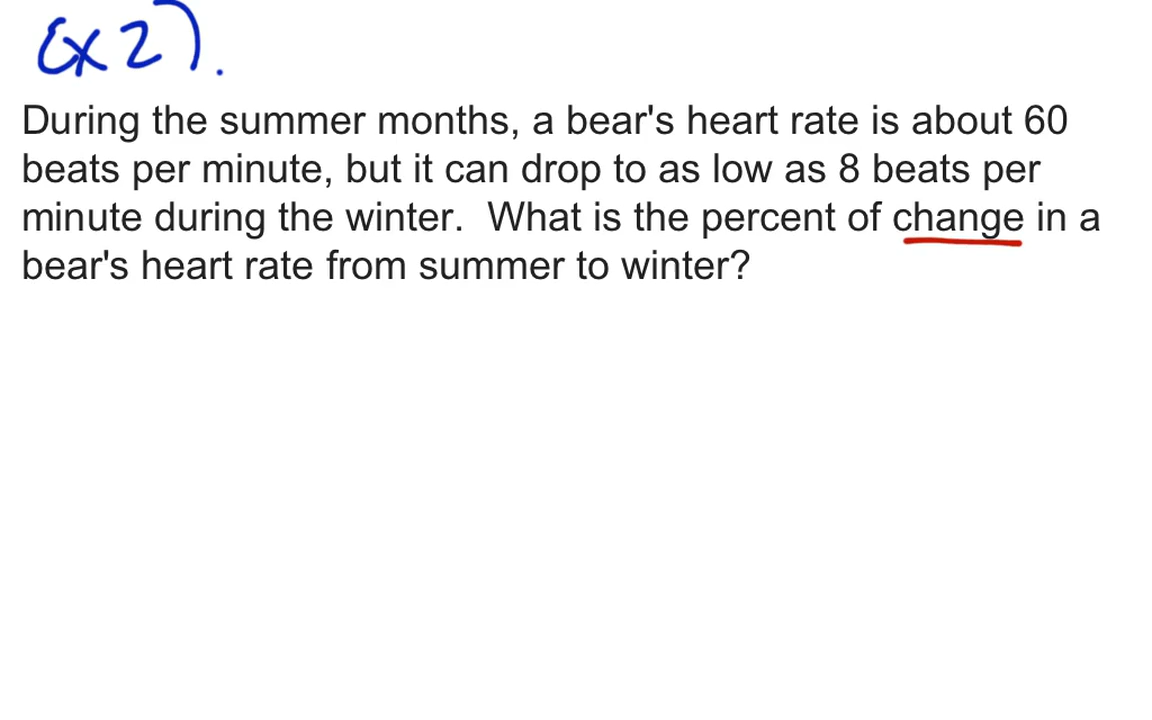 Ex 2).
During the summer months, a bear's heart rate is about 60
beats per minute, but it can drop to as low as 8 beats per
minute during the winter.  What is the percent of change in a
bear's heart rate from summer to winter?